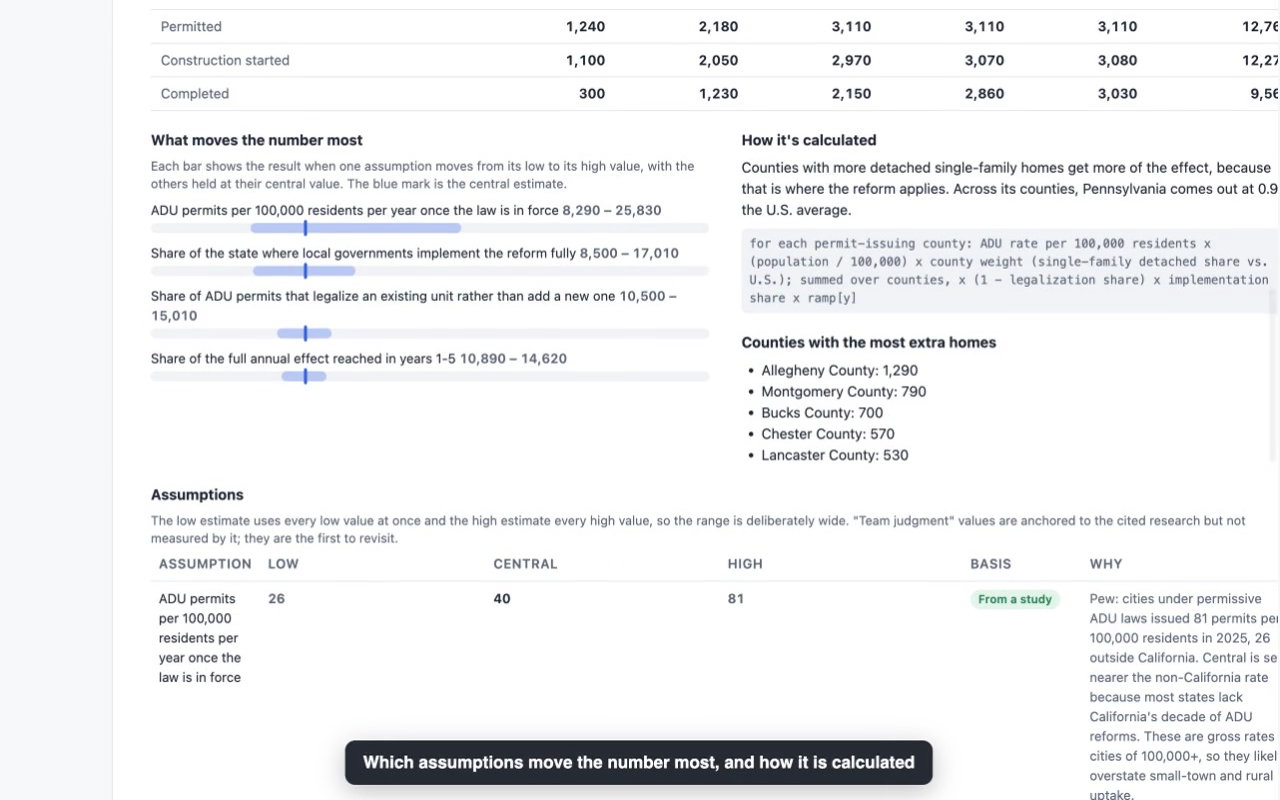 Permitted 1,240 2,180 3,110 3,110 3,110
Construction started 1,100 2,050 2,970 3,070 3,080
Completed 300 1,230 2,150 2,860 3,030
What moves the number most
Each bar shows the result when one assumption moves from its low to its high value, with the
others held at their central value. The blue mark is the central estimate.
ADU permits per 100,000 residents per year once the law is in force 8,290 – 25,830
Share of the state where local governments implement the reform fully 8,500 – 17,010
Share of ADU permits that legalize an existing unit rather than add a new one 10,500 –
15,010
Share of the full annual effect reached in years 1-5 10,890 – 14,620
How it's calculated
Counties with more detached single-family homes get more of the effect, because
that is where the reform applies. Across its counties, Pennsylvania comes out at 0.9
the U.S. average.
for each permit-issuing county: ADU rate per 100,000 residents x
(population / 100,000) x county weight (single-family detached share vs.
U.S.); summed over counties, x (1 - legalization share) x implementation
share x ramp[y]
Counties with the most extra homes
• Allegheny County: 1,290
• Montgomery County: 790
• Bucks County: 700
• Chester County: 570
• Lancaster County: 530
Assumptions
The low estimate uses every low value at once and the high estimate every high value, so the range is deliberately wide. "Team judgment" values are anchored to the cited research but not
measured by it; they are the first to revisit.
ASSUMPTION LOW CENTRAL HIGH BASIS WHY
ADU permits
per 100,000
residents per
year once the
law is in force
26 40 81 From a study
Pew: cities under permissive
ADU laws issued 81 permits per
100,000 residents in 2025, 26
outside California. Central is
nearer the non-California rate
because most states lack
California's decade of ADU
reforms. These are gross rates
cities of 100,000+, so they
overstate small-town and rural
uptake.
Which assumptions move the number most, and how it is calculated